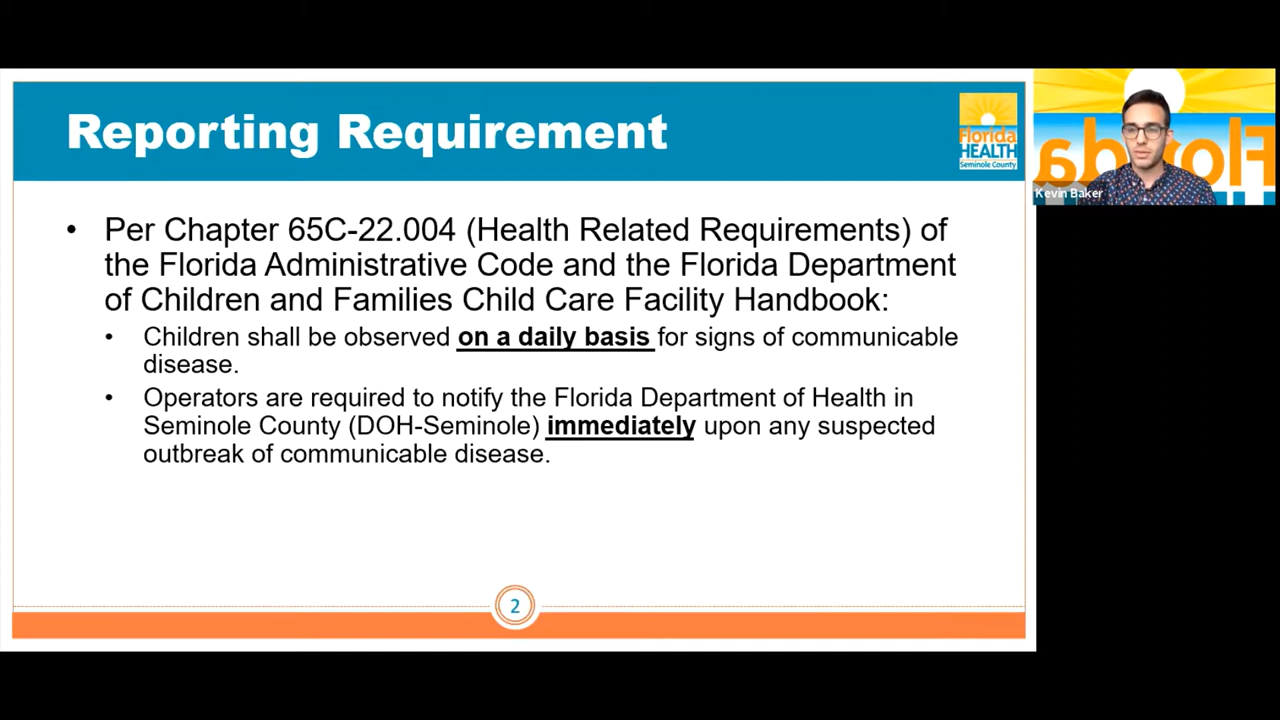 Reporting Requirement
Florida
HEALTH
Seminole County
Florida
Kevin Baker
• Per Chapter 65C-22.004 (Health Related Requirements) of
the Florida Administrative Code and the Florida Department
of Children and Families Child Care Facility Handbook:
• Children shall be observed on a daily basis for signs of communicable
disease.
• Operators are required to notify the Florida Department of Health in
Seminole County (DOH-Seminole) immediately upon any suspected
outbreak of communicable disease.
2